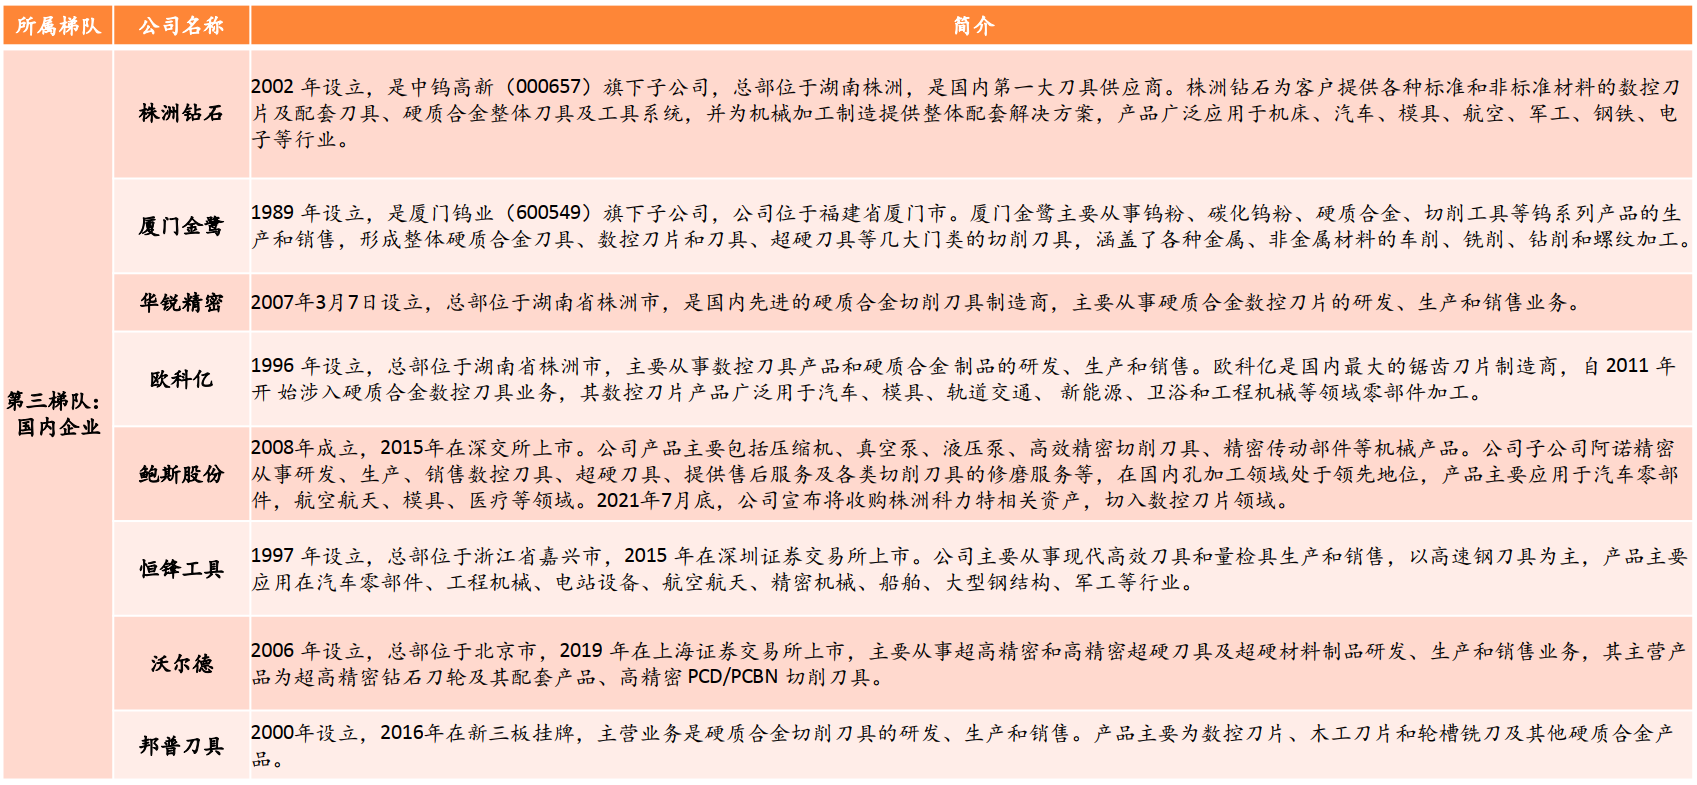 所属梯队 公司名称 简介
第三梯队：
国内企业
株洲钻石
2002 年设立，是中钨高新（000657）旗下子公司，总部位于湖南株洲，是国内第一大刀具供应商。株洲钻石为客户提供各种标准和非标准材料的数控刀
片及配套刀具、硬质合金整体刀具及工具系统，并为机械加工制造提供整体配套解决方案，产品广泛应用于机床、汽车、模具、航空、军工、钢铁、电
子等行业。
厦门金鹭
1989 年设立，是厦门钨业（600549）旗下子公司，公司位于福建省厦门市。厦门金鹭主要从事钨粉、碳化钨粉、硬质合金、切削工具等钨系列产品的生
产和销售，形成整体硬质合金刀具、数控刀片和刀具、超硬刀具等几大门类的切削刀具，涵盖了各种金属、非金属材料的车削、铣削、钻削和螺纹加工。
华锐精密
2007年3月7日设立，总部位于湖南省株洲市，是国内先进的硬质合金切削刀具制造商，主要从事硬质合金数控刀片的研发、生产和销售业务。
欧科亿
1996 年设立，总部位于湖南省株洲市，主要从事数控刀具产品和硬质合金 制品的研发、生产和销售。欧科亿是国内最大的锯齿刀片制造商，自 2011 年
开 始涉入硬质合金数控刀具业务，其数控刀片产品广泛用于汽车、模具、轨道交通、 新能源、卫浴和工程机械等领域零部件加工。
鲍斯股份
2008年成立，2015年在深交所上市。公司产品主要包括压缩机、真空泵、液压泵、高效精密切削刀具、精密传动部件等机械产品。公司子公司阿诺精密
从事研发、生产、销售数控刀具、超硬刀具、提供售后服务及各类切削刀具的修磨服务等，在国内孔加工领域处于领先地位，产品主要应用于汽车零部
件，航空航天、模具、医疗等领域。2021年7月底，公司宣布将收购株洲科力特相关资产，切入数控刀片领域。
恒锋工具
1997 年设立，总部位于浙江省嘉兴市，2015 年在深圳证券交易所上市。公司主要从事现代高效刀具和量检具生产和销售，以高速钢刀具为主，产品主要
应用在汽车零部件、工程机械、电站设备、航空航天、精密机械、船舶、大型钢结构、军工等行业。
沃尔德
2006 年设立，总部位于北京市，2019 年在上海证券交易所上市，主要从事超高精密和高精密超硬刀具及超硬材料制品研发、生产和销售业务，其主营产
品为超高精密钻石刀轮及其配套产品、高精密 PCD/PCBN 切削刀具。
邦普刀具
2000年设立，2016年在新三板挂牌，主营业务是硬质合金切削刀具的研发、生产和销售。产品主要为数控刀片、木工刀片和轮槽铣刀及其他硬质合金产
品。